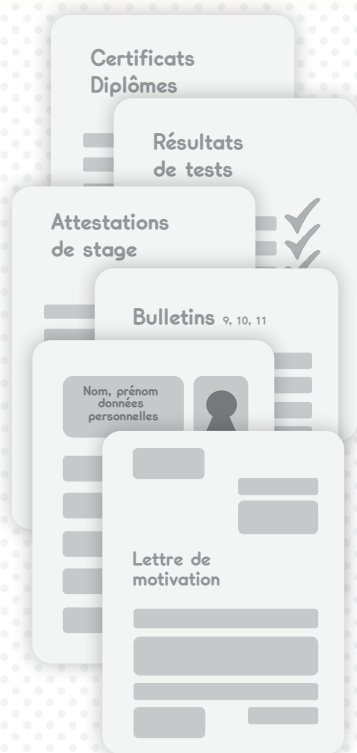 Certificats
Diplômes
Résultats
de tests
Attestations
de stage
Bulletins 9, 10, 11
Nom, prénom
données
personnelles
Lettre de
motivation